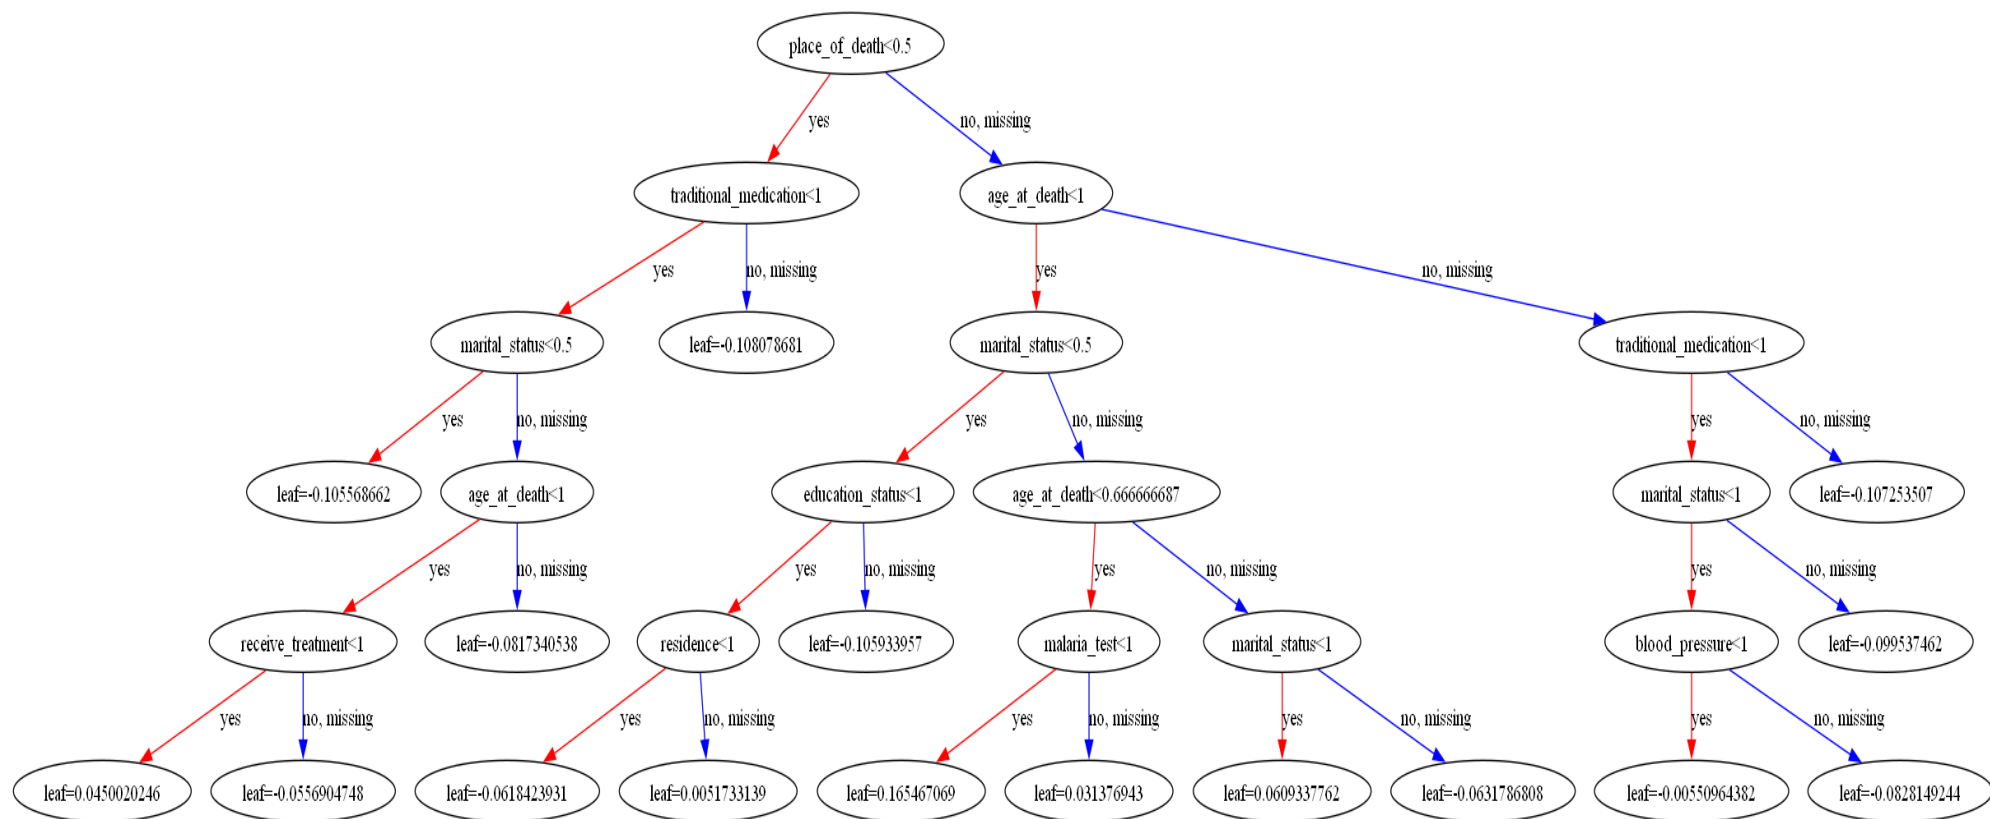 place_of_death<0.5
yes
no, missing
traditional_medication<1
age_at_death<1
yes
no, missing
yes
no, missing
marital_status<0.5
leaf=-0.108078681
marital_status<0.5
traditional_medication<1
yes
no, missing
yes
no, missing
yes
no, missing
leaf=-0.105568662
age_at_death<1
education_status<1
age_at_death<0.666666687
marital_status<1
leaf=-0.107253507
yes
no, missing
yes
no, missing
yes
no, missing
yes
no, missing
receive_treatment<1
leaf=-0.0817340538
residence<1
leaf=-0.105933957
malaria_test<1
marital_status<1
blood_pressure<1
leaf=-0.099537462
yes
no, missing
yes
no, missing
yes
no, missing
yes
no, missing
yes
no, missing
leaf=0.0450020246
leaf=-0.0556904748
leaf=-0.0618423931
leaf=0.0051733139
leaf=0.165467069
leaf=0.031376943
leaf=0.0609337762
leaf=-0.0631786808
leaf=-0.00550964382
leaf=-0.0828149244